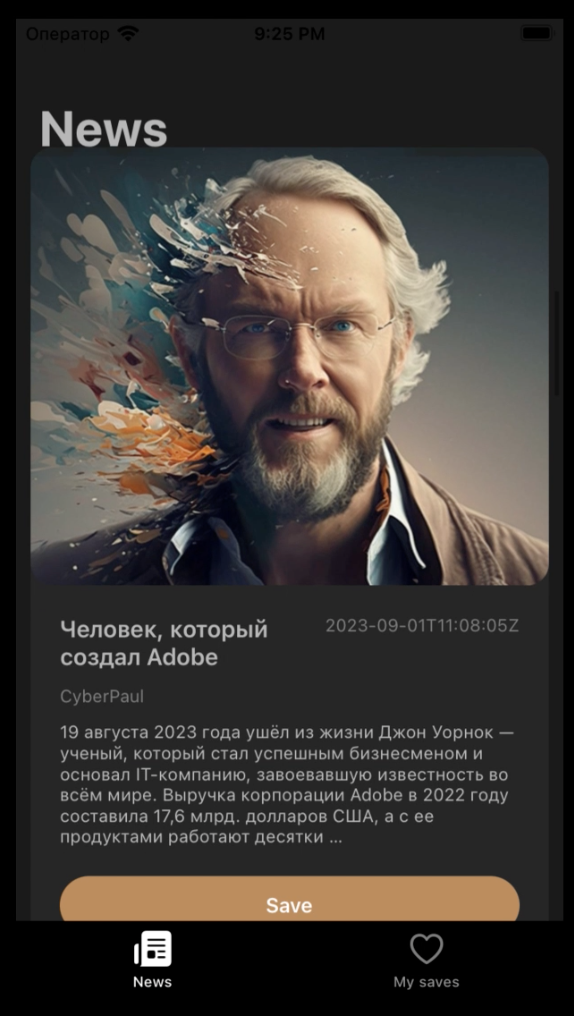 Оператор 9:25 PM
News
Человек, который
создал Adobe
2023-09-01T11:08:05Z
CyberPaul
19 августа 2023 года ушёл из жизни Джон Уорнок —
ученый, который стал успешным бизнесменом и
основал IT-компанию, завоевавшую известность во
всём мире. Выручка корпорации Adobe в 2022 году
составила 17,6 млрд. долларов США, а с ее
продуктами работают десятки ...
Save
News
My saves